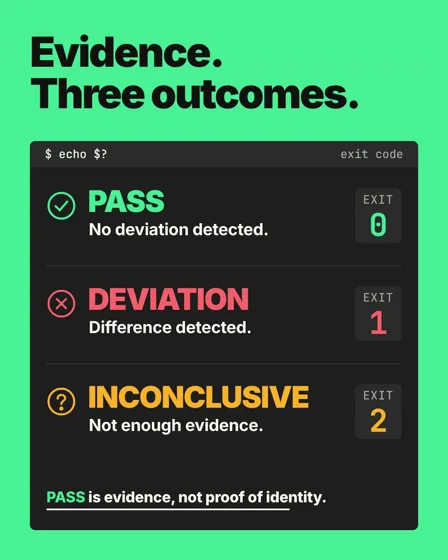 Evidence.
Three outcomes.
$ echo $? exit code
PASS
No deviation detected.
EXIT
0
DEVIATION
Difference detected.
EXIT
1
INCONCLUSIVE
Not enough evidence.
EXIT
2
PASS is evidence, not proof of identity.